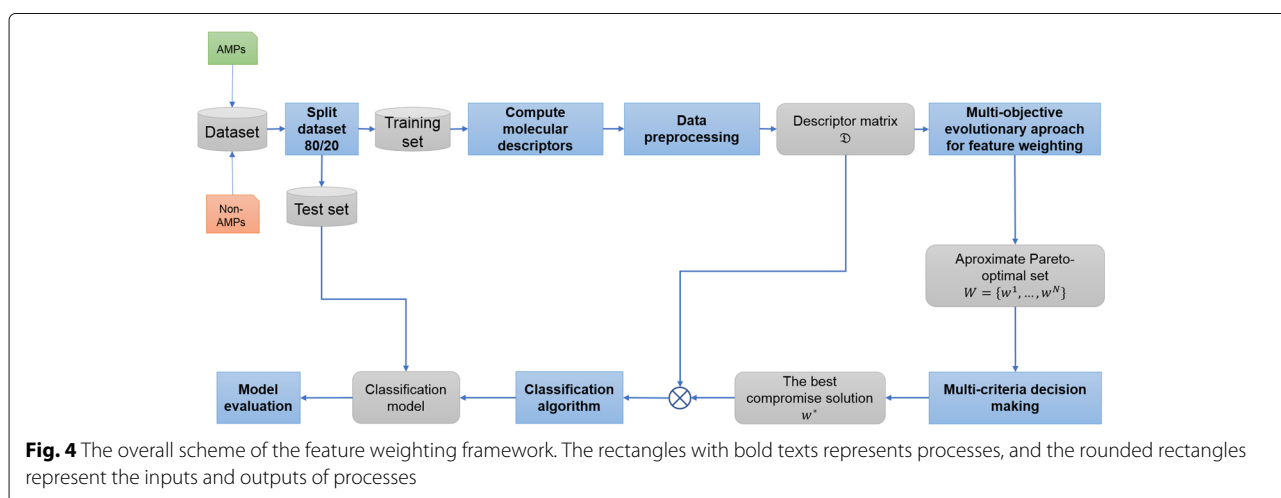 AMPs
Dataset
Non-
AMPs
Split
dataset
80/20
Training
set
Test set
Compute
molecular
descriptors
Data
preprocessing
Descriptor matrix
𝔇
Multi-objective
evolutionary aproach
for feature weighting
Aproximate Pareto-
optimal set
W = {w¹, … , wᴺ}
Multi-criteria decision
making
The best
compromise solution
w*
Classification
algorithm
Classification
model
Model
evaluation
Fig. 4 The overall scheme of the feature weighting framework. The rectangles with bold texts represents processes, and the rounded rectangles
represent the inputs and outputs of processes